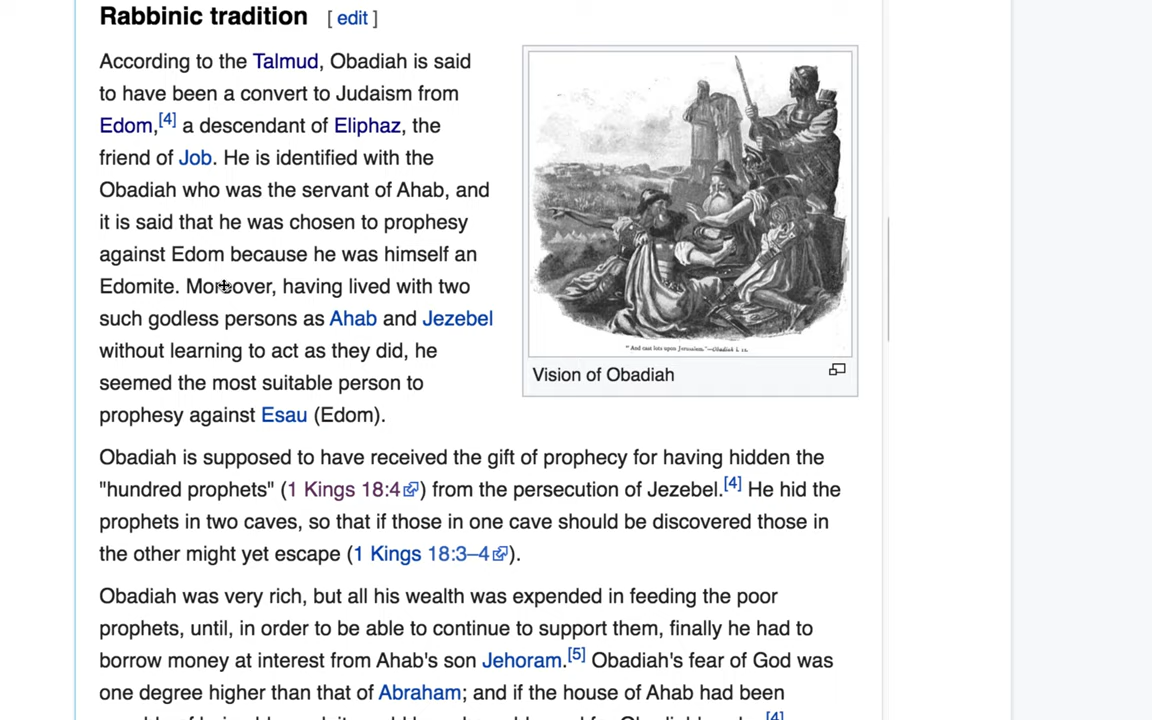 Rabbinic tradition [ edit ]
According to the Talmud, Obadiah is said
to have been a convert to Judaism from
Edom,[4] a descendant of Eliphaz, the
friend of Job. He is identified with the
Obadiah who was the servant of Ahab, and
it is said that he was chosen to prophesy
against Edom because he was himself an
Edomite. Moreover, having lived with two
such godless persons as Ahab and Jezebel
without learning to act as they did, he
seemed the most suitable person to
prophesy against Esau (Edom).
"And cast lots upon Jerusalem."—Obadiah i. 11.
Vision of Obadiah
Obadiah is supposed to have received the gift of prophecy for having hidden the
"hundred prophets" (1 Kings 18:4) from the persecution of Jezebel.[4] He hid the
prophets in two caves, so that if those in one cave should be discovered those in
the other might yet escape (1 Kings 18:3–4).
Obadiah was very rich, but all his wealth was expended in feeding the poor
prophets, until, in order to be able to continue to support them, finally he had to
borrow money at interest from Ahab's son Jehoram.[5] Obadiah's fear of God was
one degree higher than that of Abraham; and if the house of Ahab had been
[4]